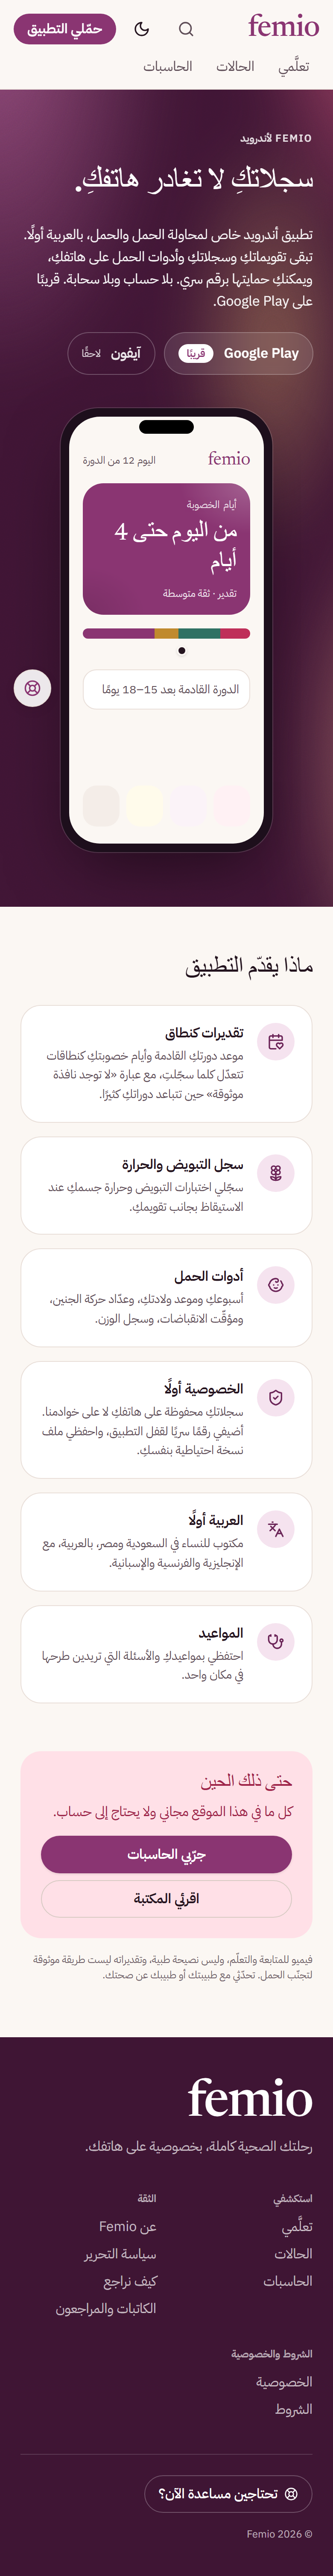 femio
حمّلي التطبيق
تعلَّمي
الحالات
الحاسبات
FEMIO لأندرويد
سجلاتكِ لا تغادر هاتفكِ.
تطبيق أندرويد خاص لمحاولة الحمل والحمل، بالعربية أولًا.
تبقى تقويماتكِ وسجلاتكِ وأدوات الحمل على هاتفكِ،
ويمكنكِ حمايتها برقم سري. بلا حساب وبلا سحابة. قريبًا
على Google Play.
Google Play قريبًا
آيفون لاحقًا
femio
اليوم 12 من الدورة
أيام الخصوبة
من اليوم حتى 4
أيام
تقدير · ثقة متوسطة
الدورة القادمة بعد 15–18 يومًا
ماذا يقدّم التطبيق
تقديرات كنطاق
موعد دورتكِ القادمة وأيام خصوبتكِ كنطاقات
تتعدّل كلما سجّلتِ، مع عبارة «لا توجد نافذة
موثوقة» حين تتباعد دوراتكِ كثيرًا.
سجل التبويض والحرارة
سجّلي اختبارات التبويض وحرارة جسمكِ عند
الاستيقاظ بجانب تقويمكِ.
أدوات الحمل
أسبوعكِ وموعد ولادتكِ، وعدّاد حركة الجنين،
ومؤقّت الانقباضات، وسجل الوزن.
الخصوصية أولًا
سجلاتكِ محفوظة على هاتفكِ لا على خوادمنا.
أضيفي رقمًا سريًا لقفل التطبيق، واحفظي ملف
نسخة احتياطية بنفسكِ.
العربية أولًا
مكتوب للنساء في السعودية ومصر، بالعربية، مع
الإنجليزية والفرنسية والإسبانية.
المواعيد
احتفظي بمواعيدكِ والأسئلة التي تريدين طرحها
في مكان واحد.
حتى ذلك الحين
كل ما في هذا الموقع مجاني ولا يحتاج إلى حساب.
جرّبي الحاسبات
اقرئي المكتبة
فيميو للمتابعة والتعلّم، وليس نصيحة طبية، وتقديراته ليست طريقة موثوقة
لتجنّب الحمل. تحدّثي مع طبيبتك أو طبيبك عن صحتك.
femio
رحلتك الصحية كاملة، بخصوصية على هاتفك.
استكشفي
تعلَّمي
الحالات
الحاسبات
الثقة
عن Femio
سياسة التحرير
كيف نراجع
الكاتبات والمراجعون
الشروط والخصوصية
الخصوصية
الشروط
تحتاجين مساعدة الآن؟
© 2026 Femio